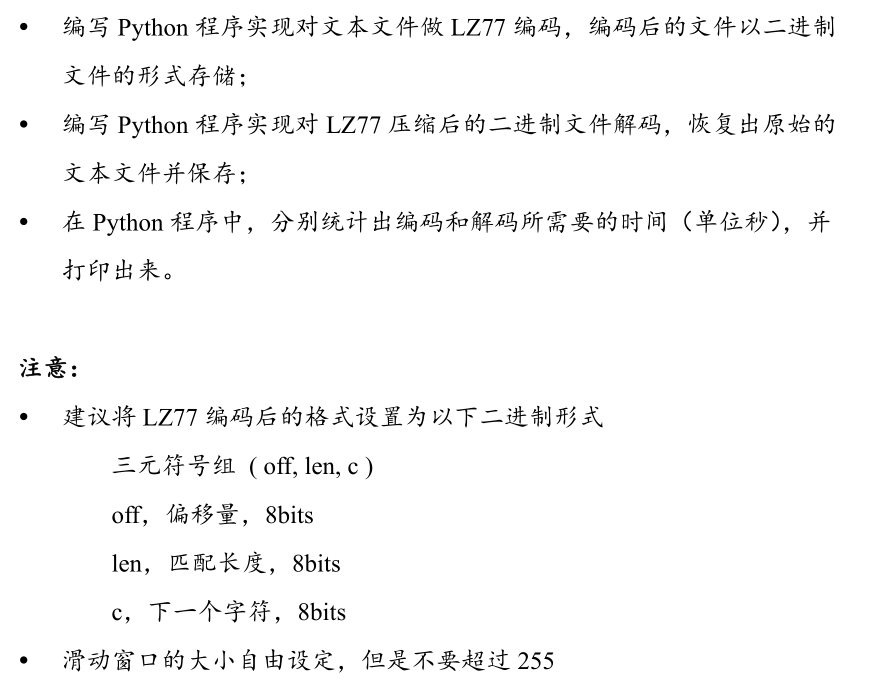 • 编写 Python 程序实现对文本文件做 LZ77 编码，编码后的文件以二进制
文件的形式存储；
• 编写 Python 程序实现对 LZ77 压缩后的二进制文件解码，恢复出原始的
文本文件并保存；
• 在 Python 程序中，分别统计出编码和解码所需要的时间（单位秒），并
打印出来。
注意：
• 建议将 LZ77 编码后的格式设置为以下二进制形式
三元符号组 ( off, len, c )
off，偏移量，8bits
len，匹配长度，8bits
c，下一个字符，8bits
• 滑动窗口的大小自由设定，但是不要超过 255